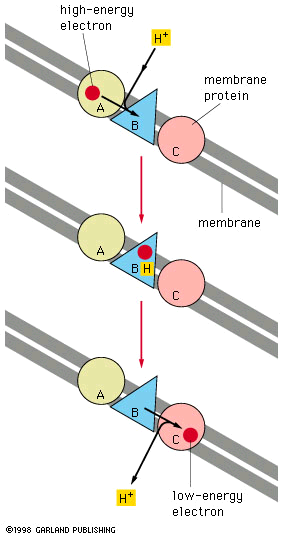 high-energy
electron
H+
A
B
C
membrane
protein
membrane
A
B H
C
A
B
C
H+
low-energy
electron
©1998 GARLAND PUBLISHING